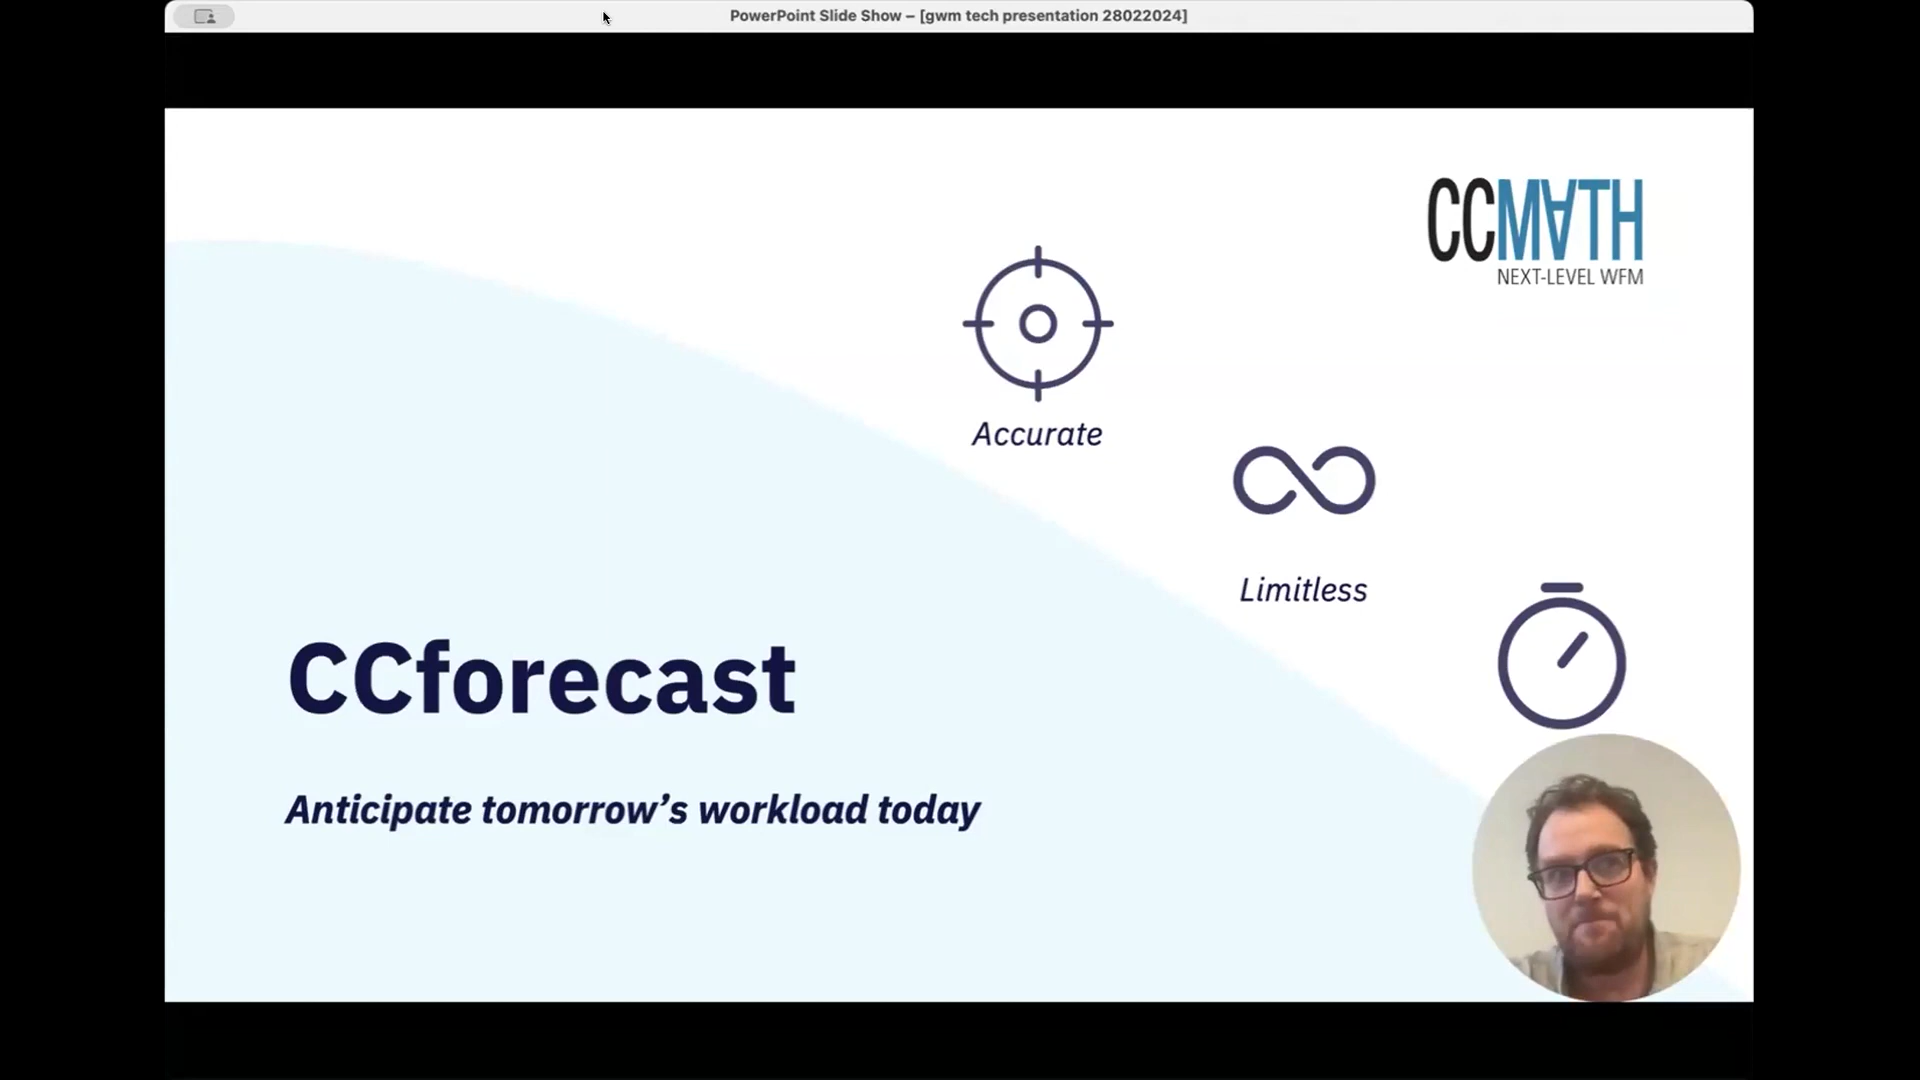 PowerPoint Slide Show – [gwm tech presentation 28022024]
CCMATH
NEXT-LEVEL WFM
Accurate
Limitless
CCforecast
Anticipate tomorrow’s workload today